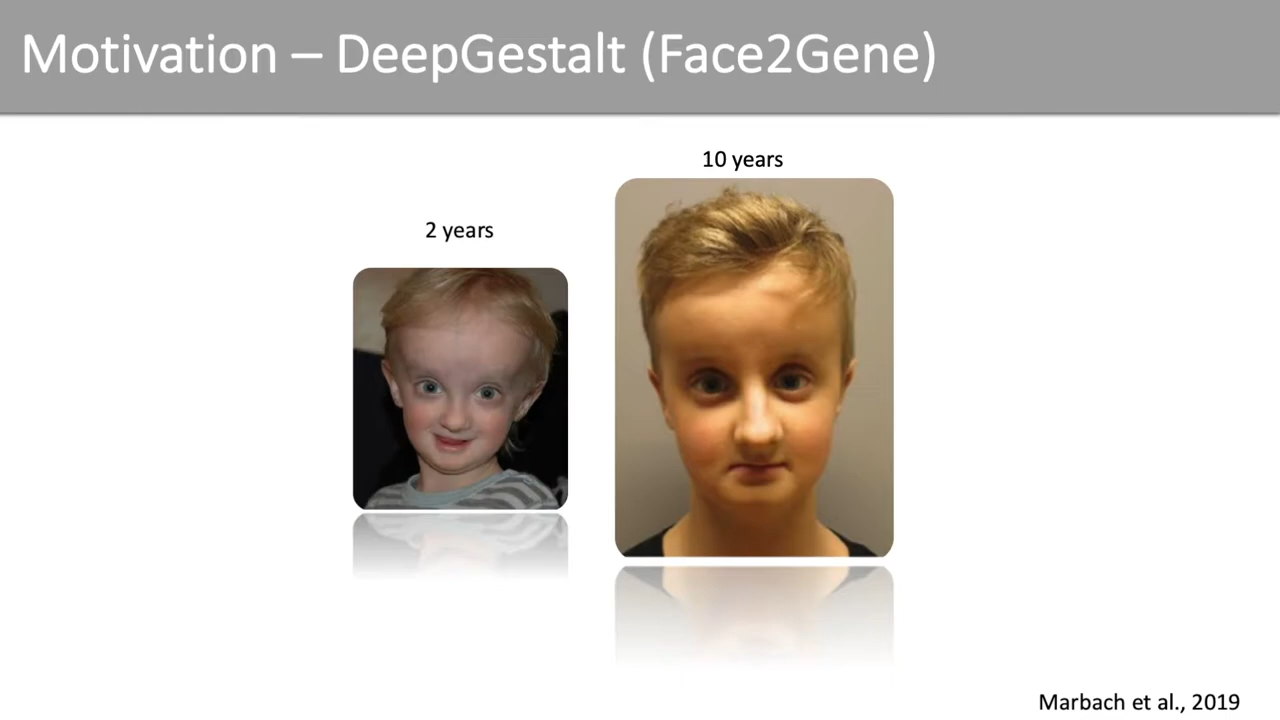 Motivation – DeepGestalt (Face2Gene)
10 years
2 years
Marbach et al., 2019